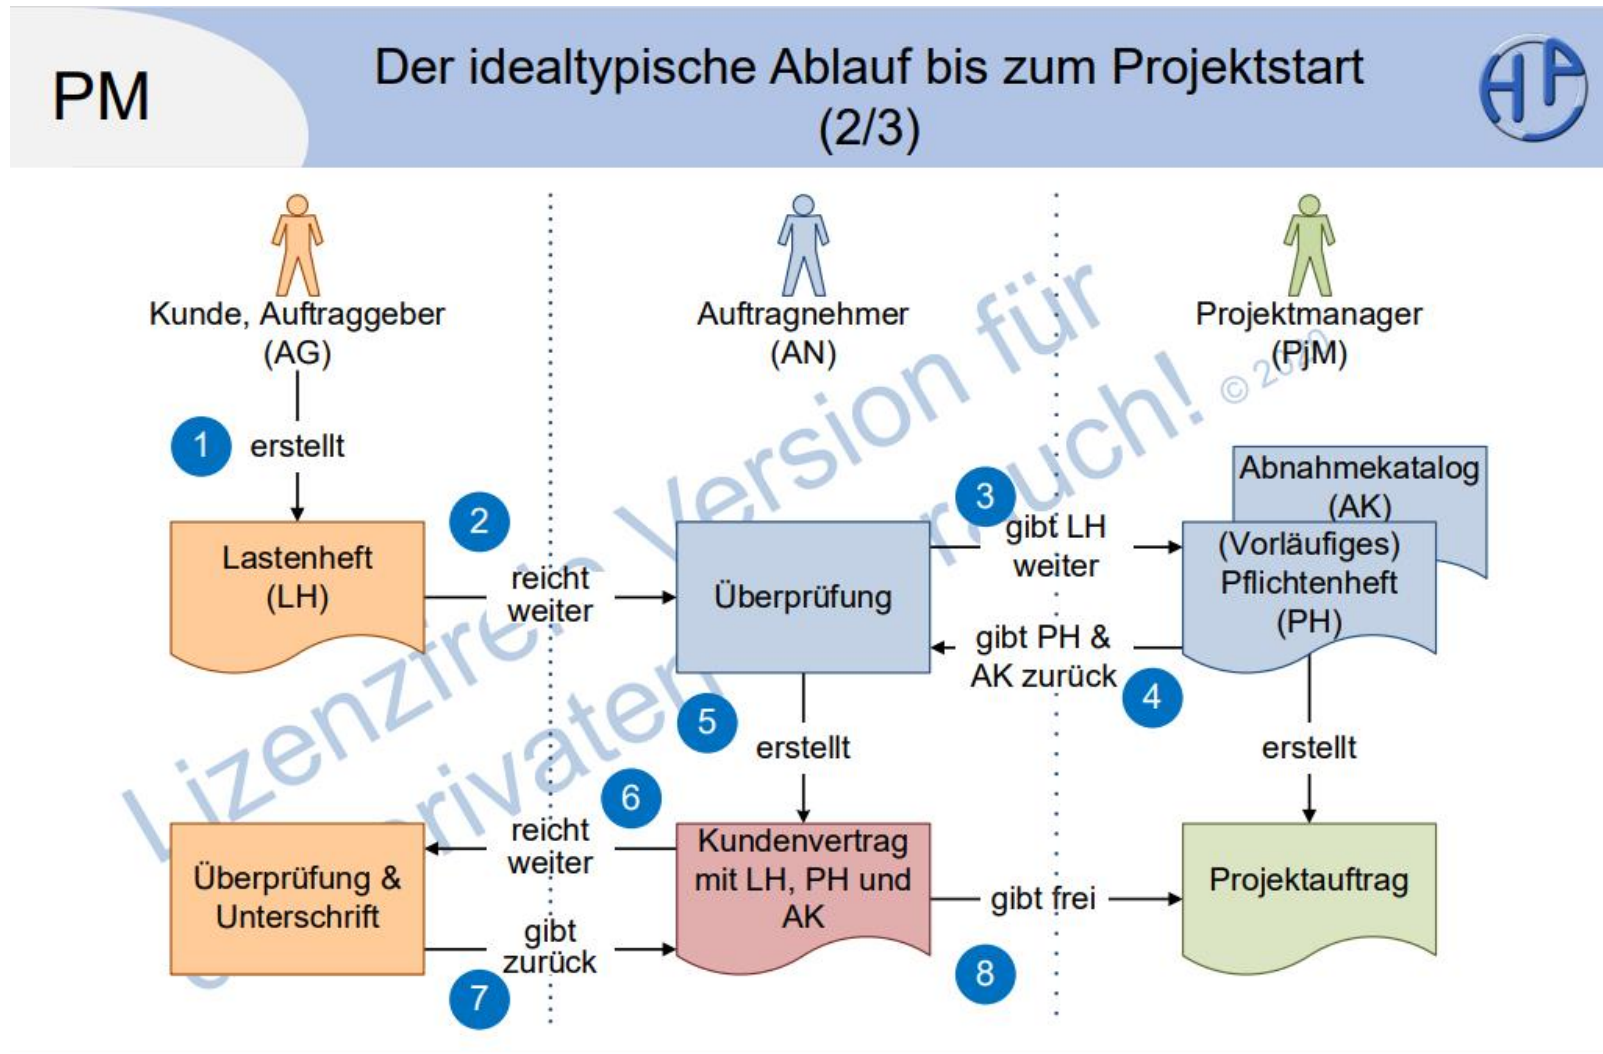 PM
Der idealtypische Ablauf bis zum Projektstart
(2/3)
Kunde, Auftraggeber
(AG)
Auftragnehmer
(AN)
Projektmanager
(PjM)
1
erstellt
Lastenheft
(LH)
2
reicht
weiter
Überprüfung
3
gibt LH
weiter
Abnahmekatalog
(AK)
(Vorläufiges)
Pflichtenheft
(PH)
gibt PH &
AK zurück
4
5
erstellt
erstellt
6
reicht
weiter
Überprüfung &
Unterschrift
gibt
zurück
7
Kundenvertrag
mit LH, PH und
AK
gibt frei
8
Projektauftrag
Version für
© 2020